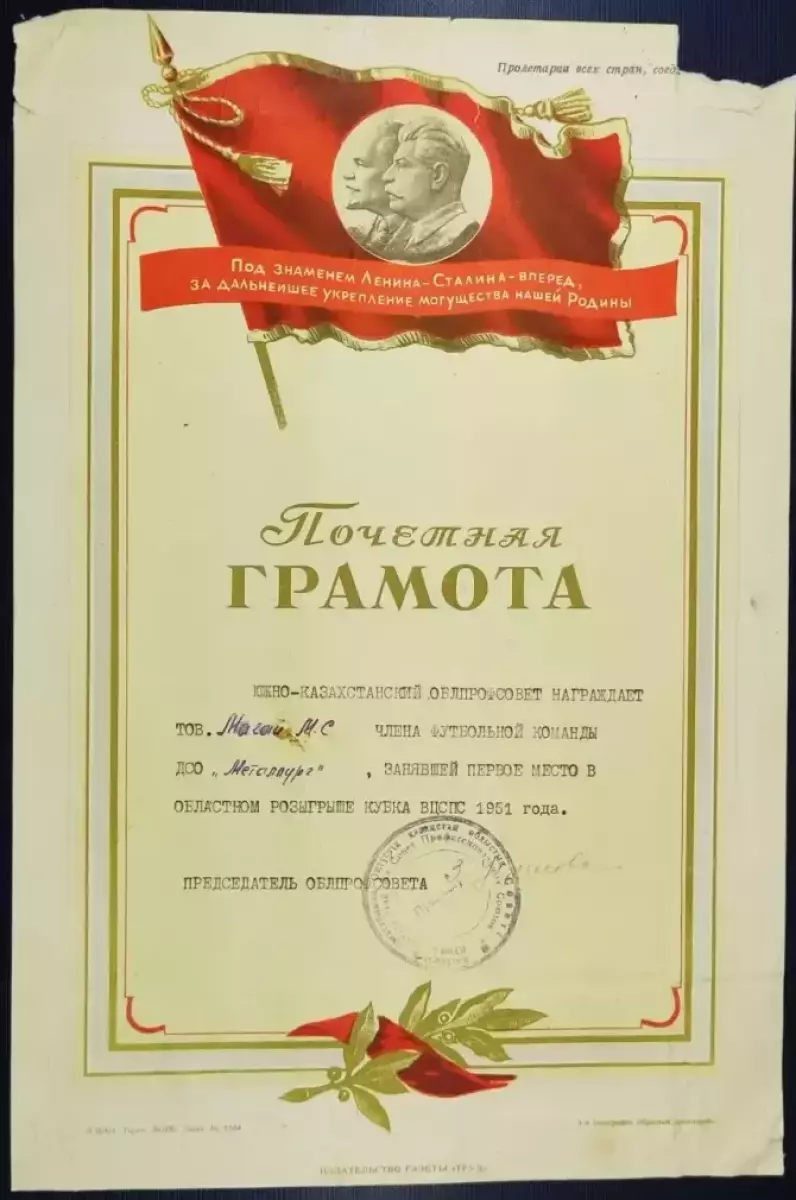 Пролетарии всех стран, соед
Под знаменем Ленина–Сталина–вперед,
за дальнейшее укрепление могущества нашей Родины
Почетная
ГРАМОТА
ЮЖНО-КАЗАХСТАНСКИЙ ОБЛПРОФСОВЕТ НАГРАЖДАЕТ
ТОВ. Магай М.С ЧЛЕНА ФУТБОЛЬНОЙ КОМАНДЫ
ДСО „Металлург" , ЗАНЯВШЕЙ ПЕРВОЕ МЕСТО В
ОБЛАСТНОМ РОЗЫГРЫШЕ КУБКА ВЦСПС 1951 года.
ПРЕДСЕДАТЕЛЬ ОБЛПРОФСОВЕТА
ИЗДАТЕЛЬСТВО ГАЗЕТЫ «ТРУД»